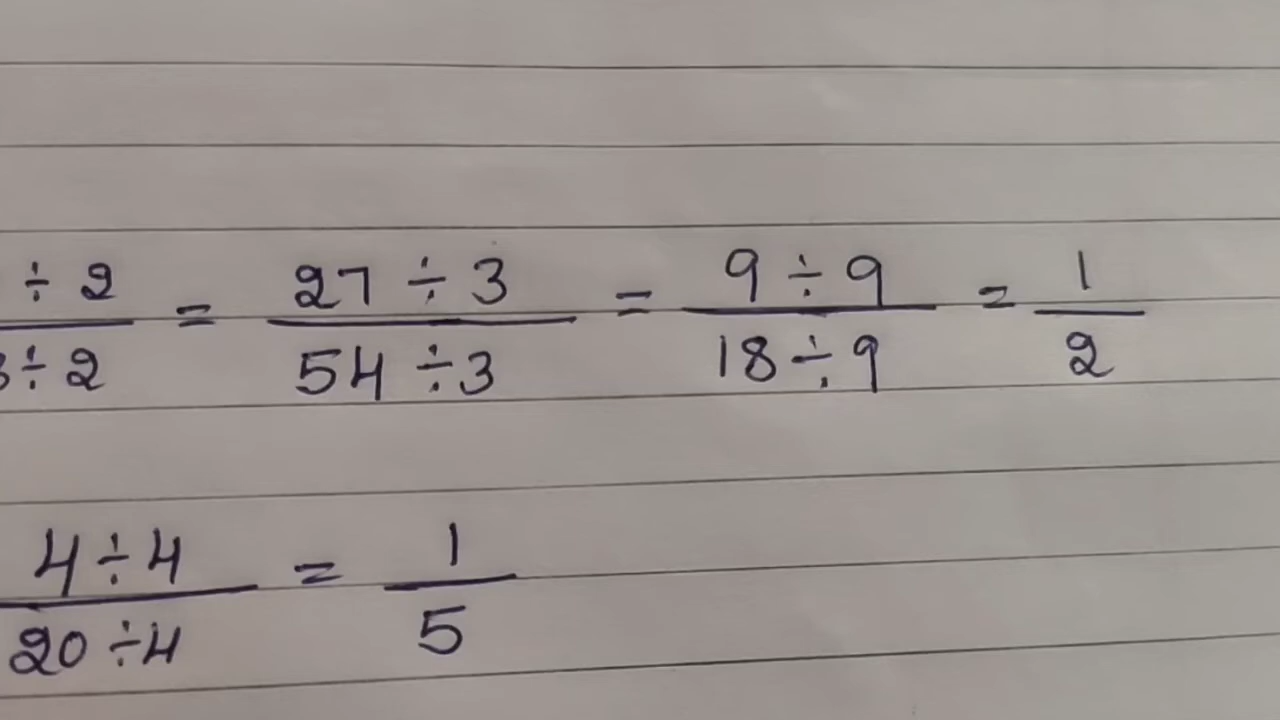 ÷ 2 = 27 ÷ 3 = 9 ÷ 9 = 1
÷ 2 54 ÷ 3 18 ÷ 9 2
4 ÷ 4 = 1
20 ÷ 4 5